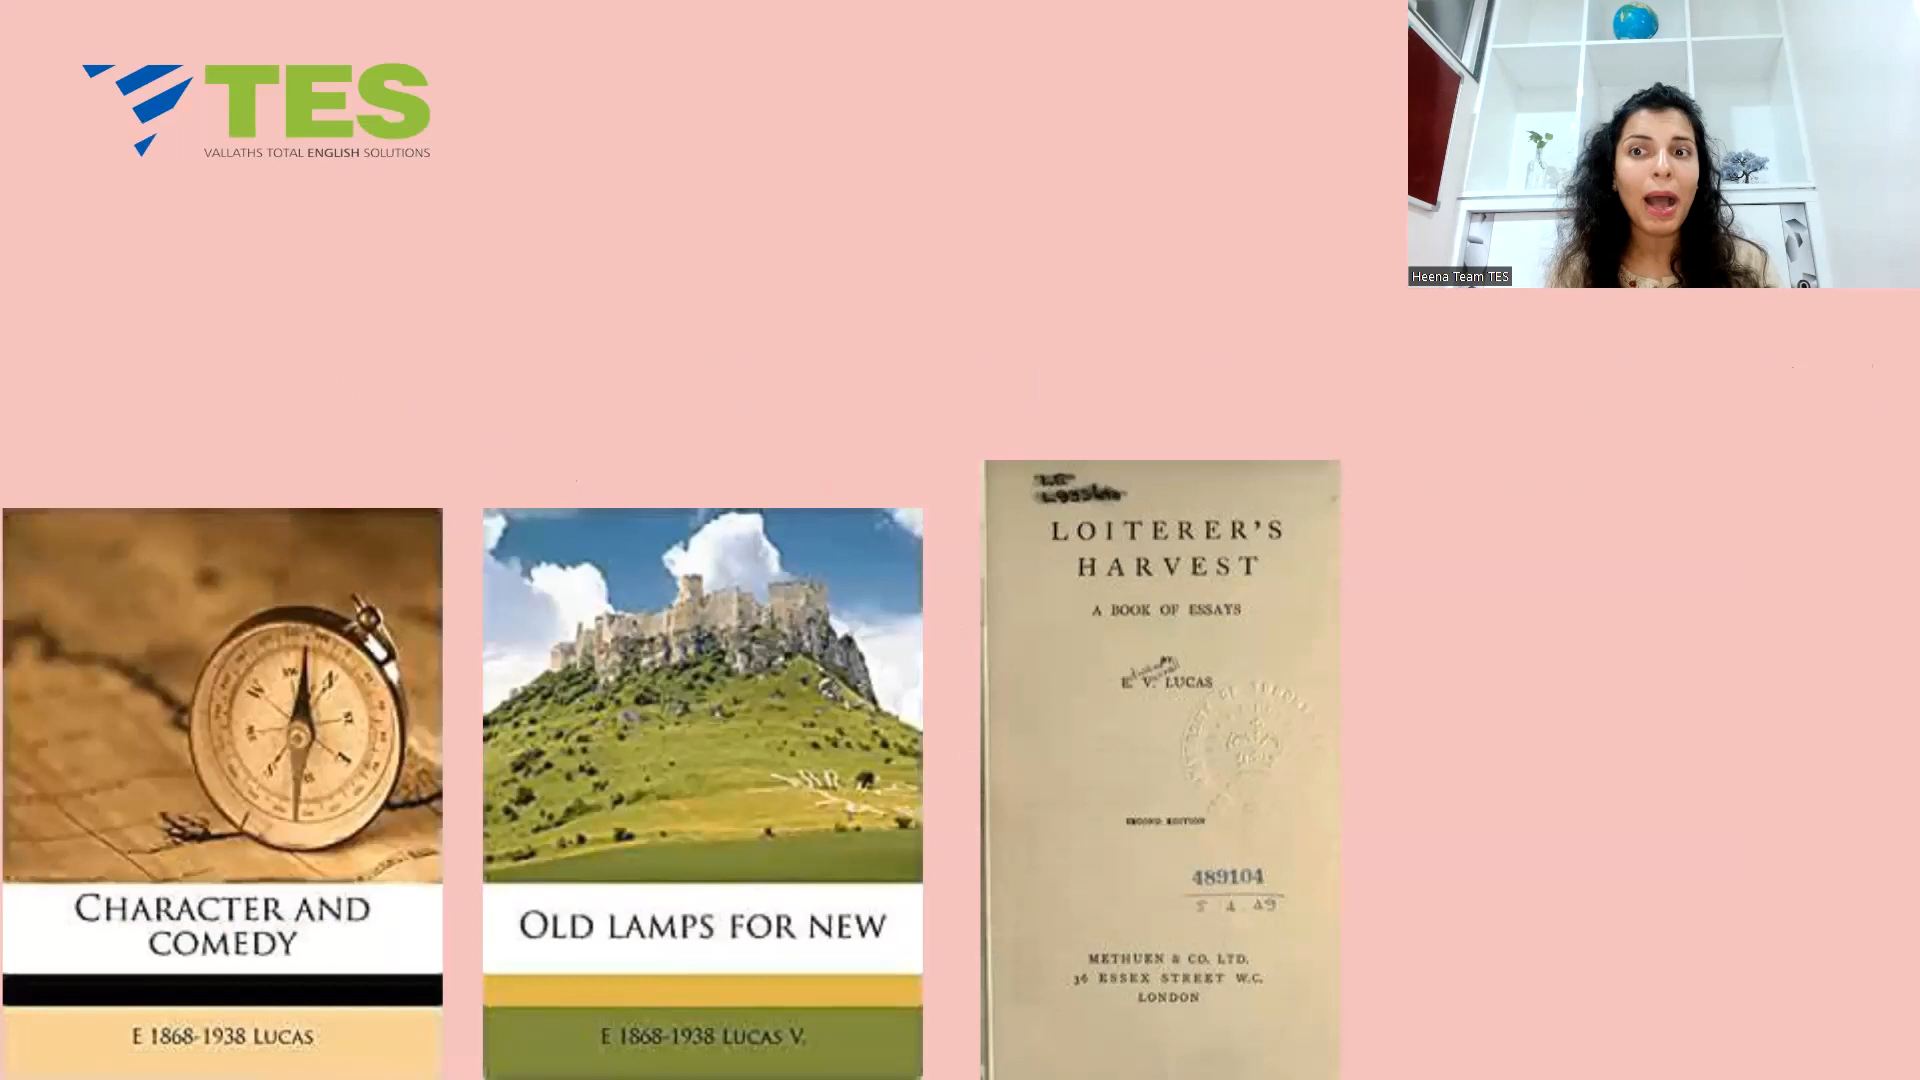 TES
VALLATHS TOTAL ENGLISH SOLUTIONS
Heena Team TES
CHARACTER AND
COMEDY
E 1868-1938 LUCAS
OLD LAMPS FOR NEW
E 1868-1938 LUCAS V.
LOITERER'S
HARVEST
A BOOK OF ESSAYS
E. V. LUCAS
SECOND EDITION
489104
METHUEN & CO. LTD.
36 ESSEX STREET W.C.
LONDON